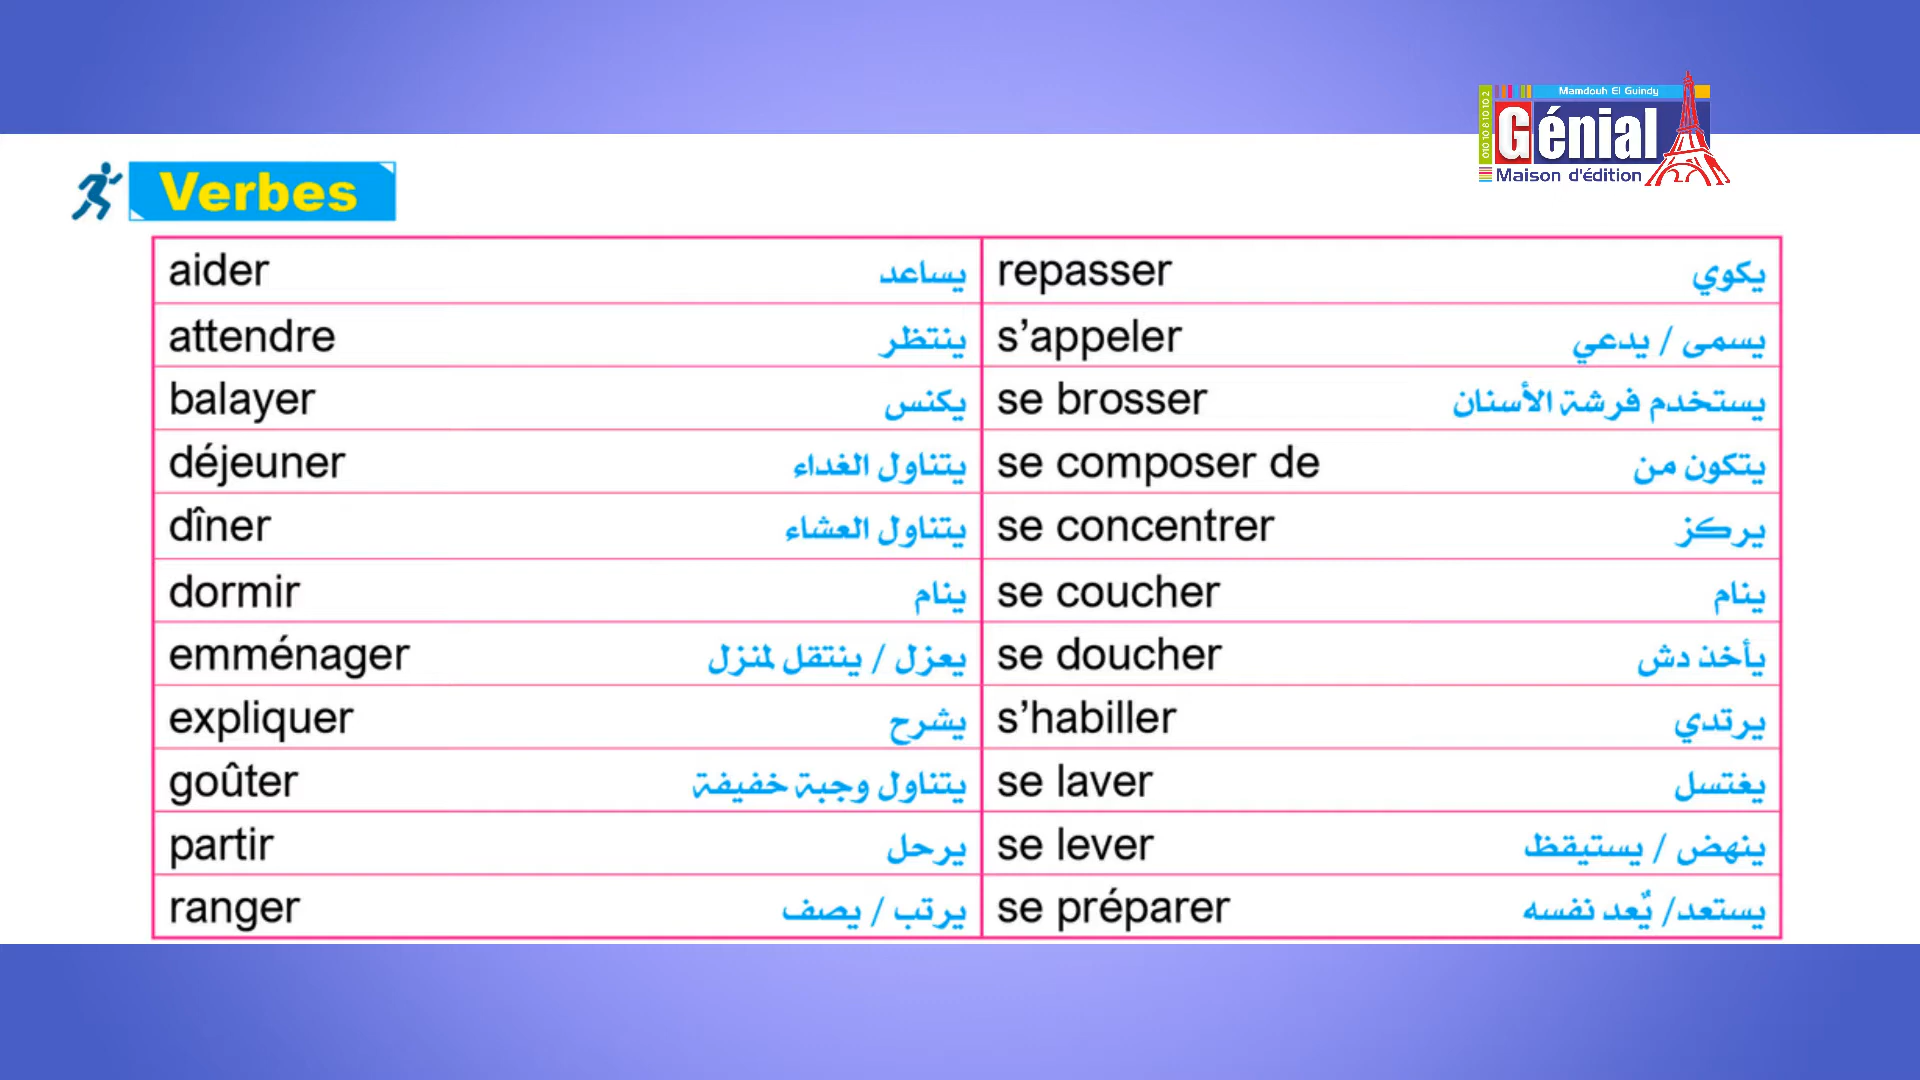 Mamdouh El Guindy
010 10 8 10 10 2
Génial
Maison d'édition
Verbes
aider يساعد repasser يكوي
attendre ينتظر s’appeler يسمى / يدعي
balayer يكنس se brosser يستخدم فرشة الأسنان
déjeuner يتناول الغداء se composer de يتكون من
dîner يتناول العشاء se concentrer يركز
dormir ينام se coucher ينام
emménager يعزل / ينتقل لمنزل se doucher يأخذ دش
expliquer يشرح s’habiller يرتدي
goûter يتناول وجبة خفيفة se laver يغتسل
partir يرحل se lever ينهض / يستيقظ
ranger يرتب / يصف se préparer يستعد/ يٌعد نفسه